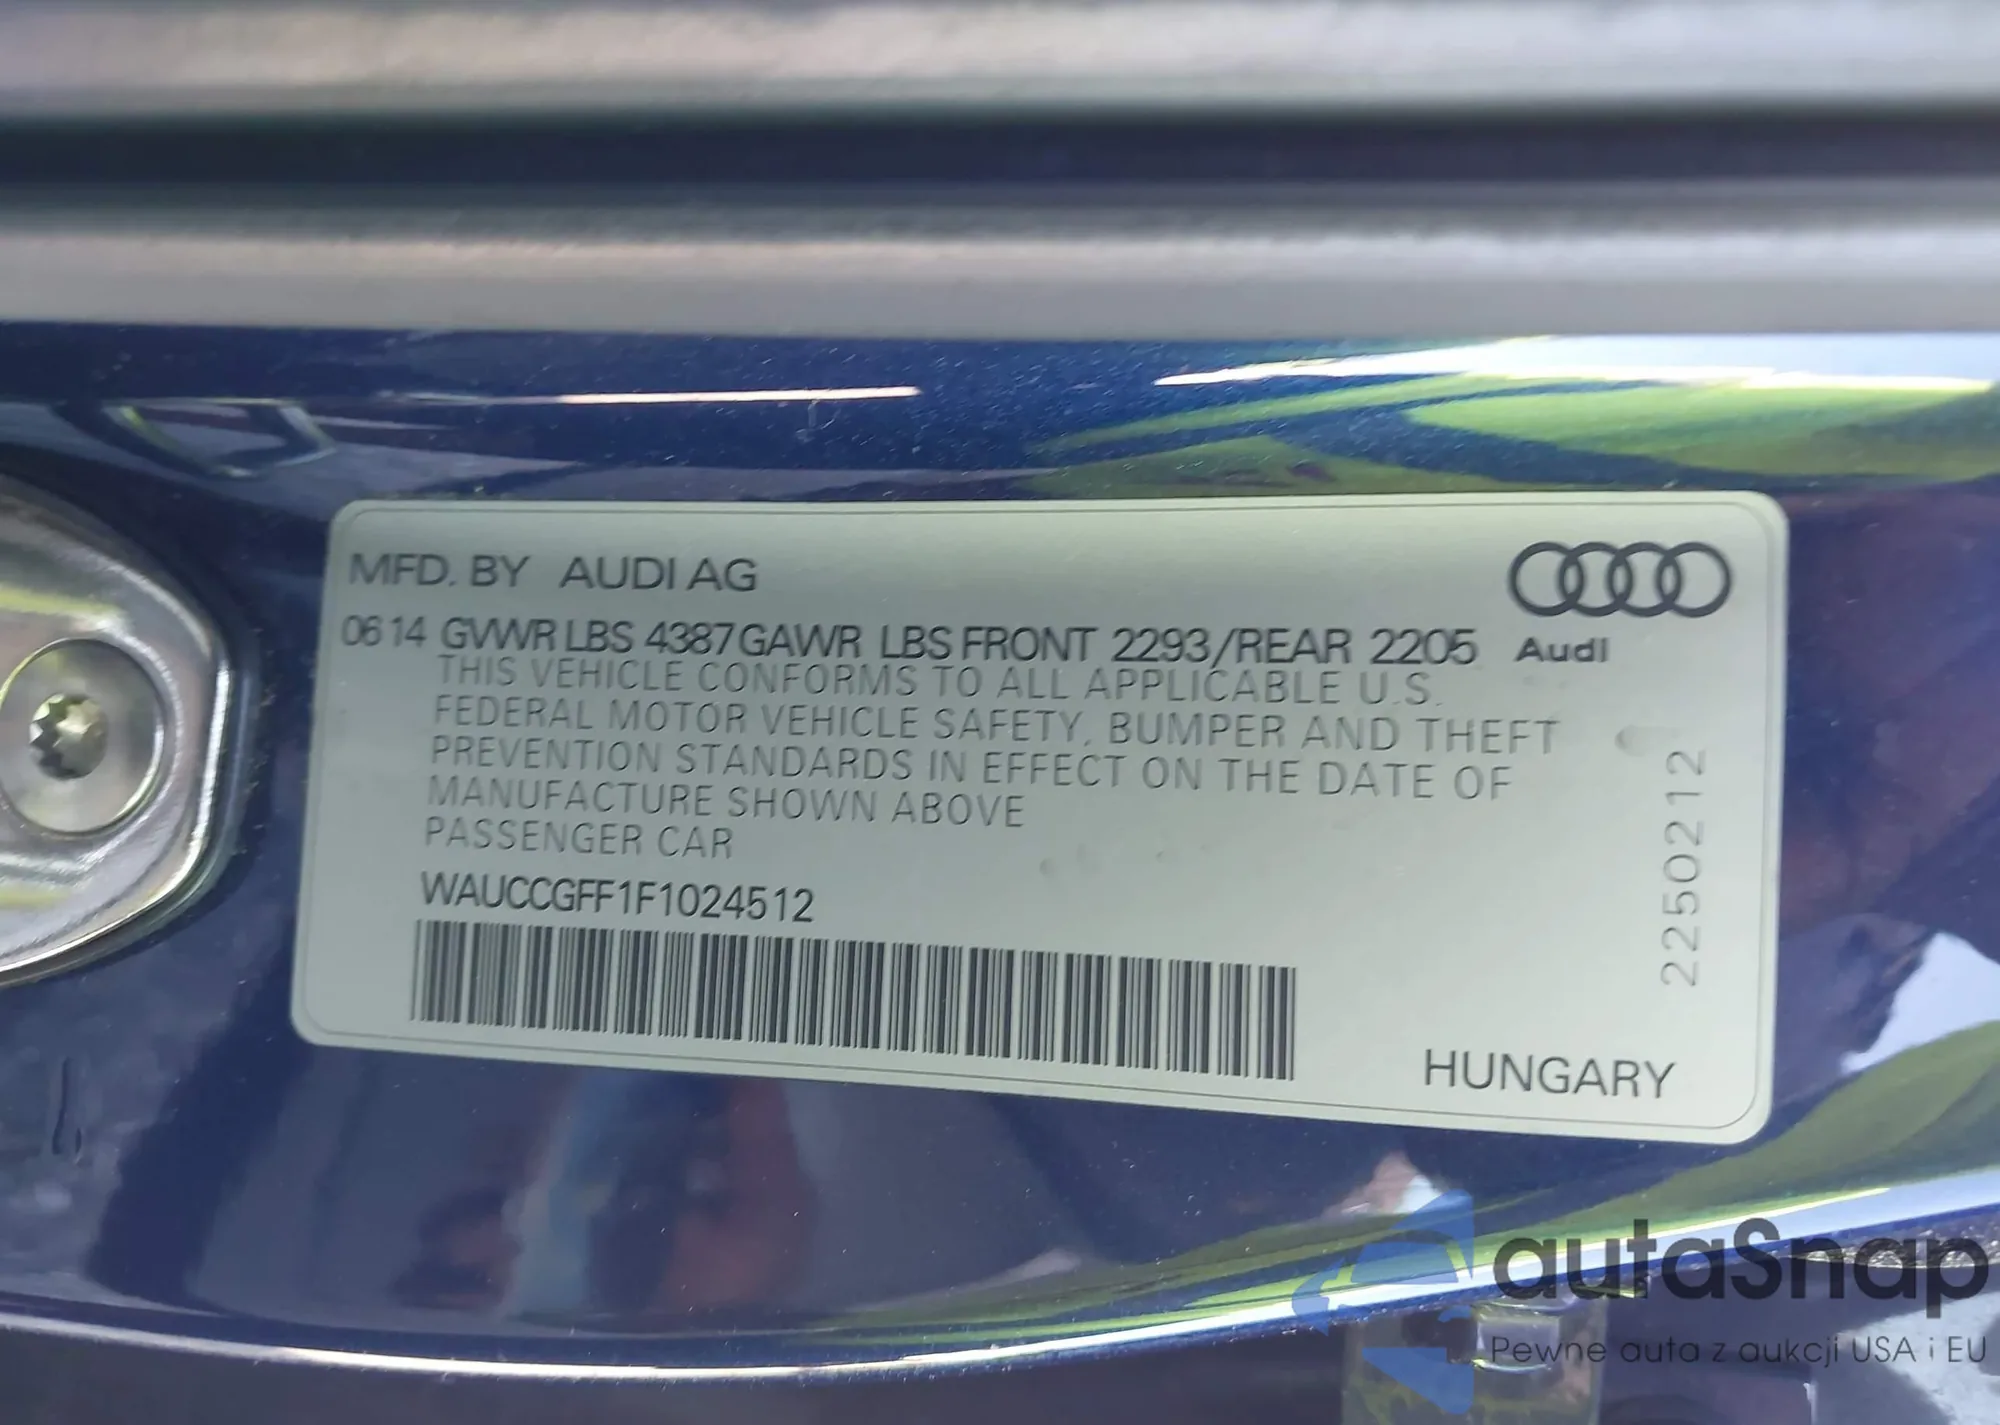 MFD. BY AUDI AG
0614 GVWR LBS 4387 GAWR LBS FRONT 2293/REAR 2205
Audi
THIS VEHICLE CONFORMS TO ALL APPLICABLE U.S.
FEDERAL MOTOR VEHICLE SAFETY, BUMPER AND THEFT
PREVENTION STANDARDS IN EFFECT ON THE DATE OF
MANUFACTURE SHOWN ABOVE
PASSENGER CAR
WAUCCGFF1F1024512
2250212
HUNGARY
autaSnap
Pewne auta z aukcji USA i EU